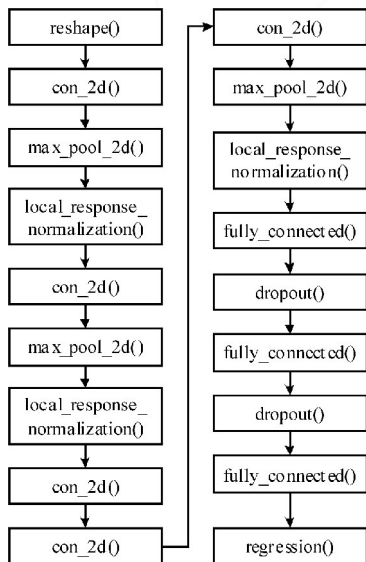 reshape()
con_2d()
max_pool_2d()
local_response_
normalization()
con_2d()
max_pool_2d()
local_response_
normalization()
con_2d()
con_2d()
con_2d()
max_pool_2d()
local_response_
normalization()
fully_connected()
dropout()
fully_connected()
dropout()
fully_connected()
regression()